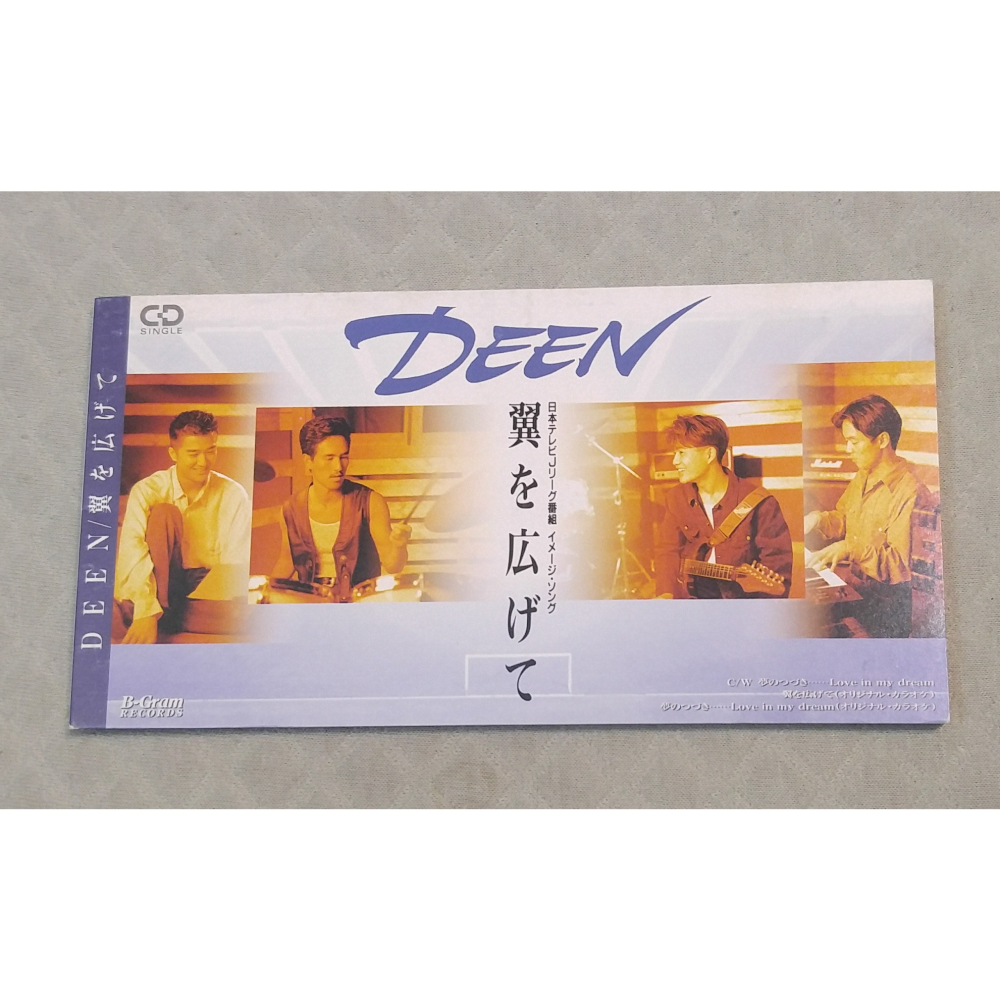 CD
SINGLE
DEEN
DEEN/翼を広げて
翼を広げて
日本テレビJリーグ番組 イメージ・ソング
Marshall
C/W 夢のつづき……Love in my dream
翼を広げて(オリジナル・カラオケ)
夢のつづき……Love in my dream(オリジナル・カラオケ)
B-Gram
RECORDS